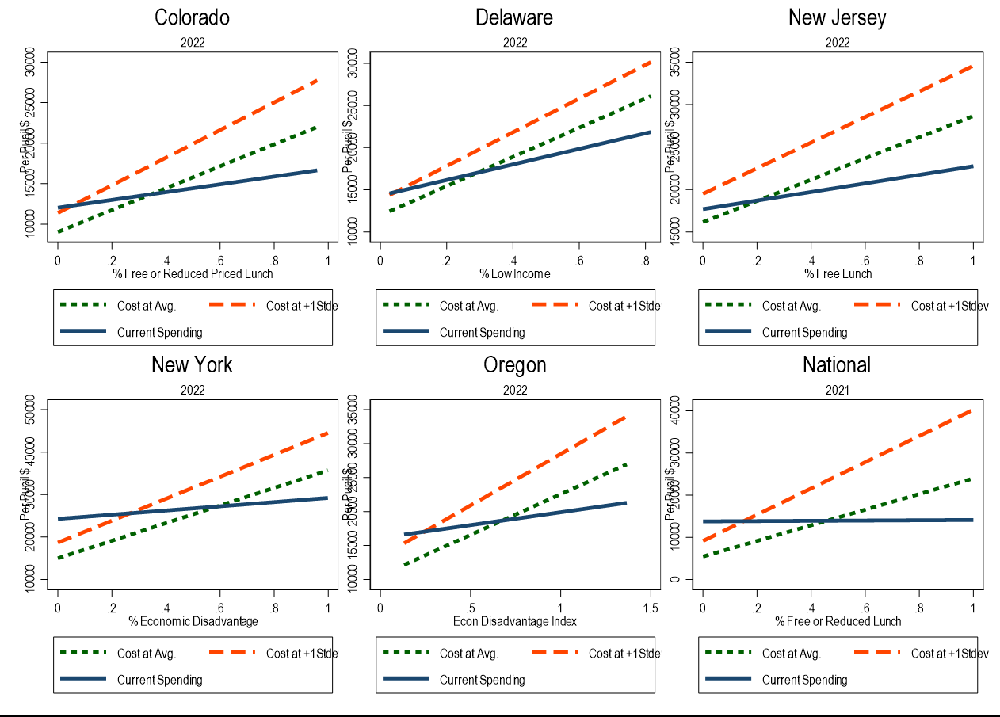 Colorado
2022
30000
25000
20000
15000
10000
Per Pupil $
0 .2 .4 .6 .8 1
% Free or Reduced Priced Lunch
Cost at Avg. Cost at +1Stde
Current Spending
Delaware
2022
30000
25000
20000
15000
10000
Per Pupil $
0 .2 .4 .6 .8
% Low Income
Cost at Avg. Cost at +1Stde
Current Spending
New Jersey
2022
35000
30000
25000
20000
15000
Per Pupil $
0 .2 .4 .6 .8 1
% Free Lunch
Cost at Avg. Cost at +1Stdev
Current Spending
New York
2022
50000
40000
30000
20000
10000
Per Pupil $
0 .2 .4 .6 .8 1
% Economic Disadvantage
Cost at Avg. Cost at +1Stde
Current Spending
Oregon
2022
35000
30000
25000
20000
15000
10000
Per Pupil $
0 .5 1 1.5
Econ Disadvantage Index
Cost at Avg. Cost at +1Stde
Current Spending
National
2021
40000
30000
20000
10000
0
Per Pupil $
0 .2 .4 .6 .8 1
% Free or Reduced Lunch
Cost at Avg. Cost at +1Stdev
Current Spending